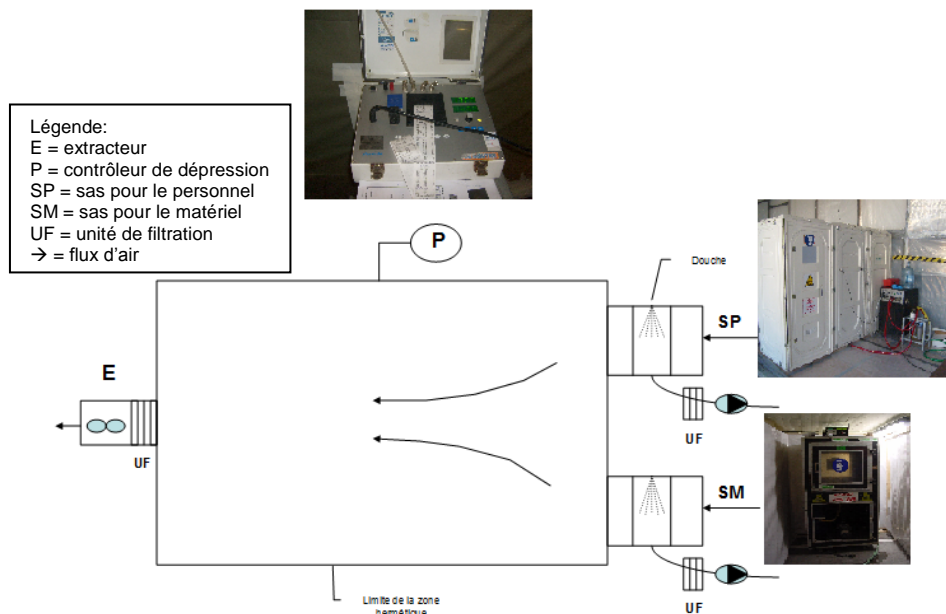 Légende:
E = extracteur
P = contrôleur de dépression
SP = sas pour le personnel
SM = sas pour le matériel
UF = unité de filtration
→ = flux d'air
P
Douche
SP
E
UF
UF
SM
UF
Limite de la zone
hermétique